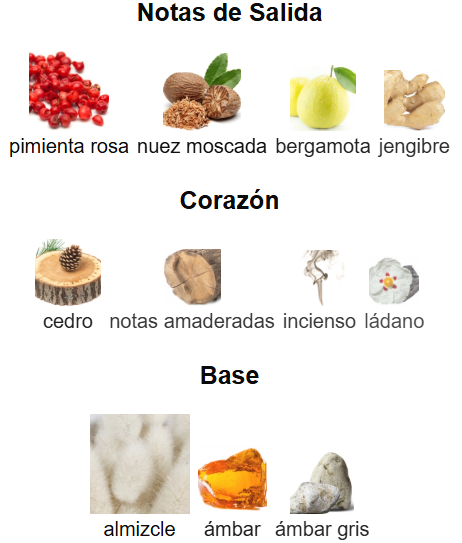 Notas de Salida
pimienta rosa nuez moscada bergamota jengibre
Corazón
cedro notas amaderadas incienso ládano
Base
almizcle ámbar ámbar gris